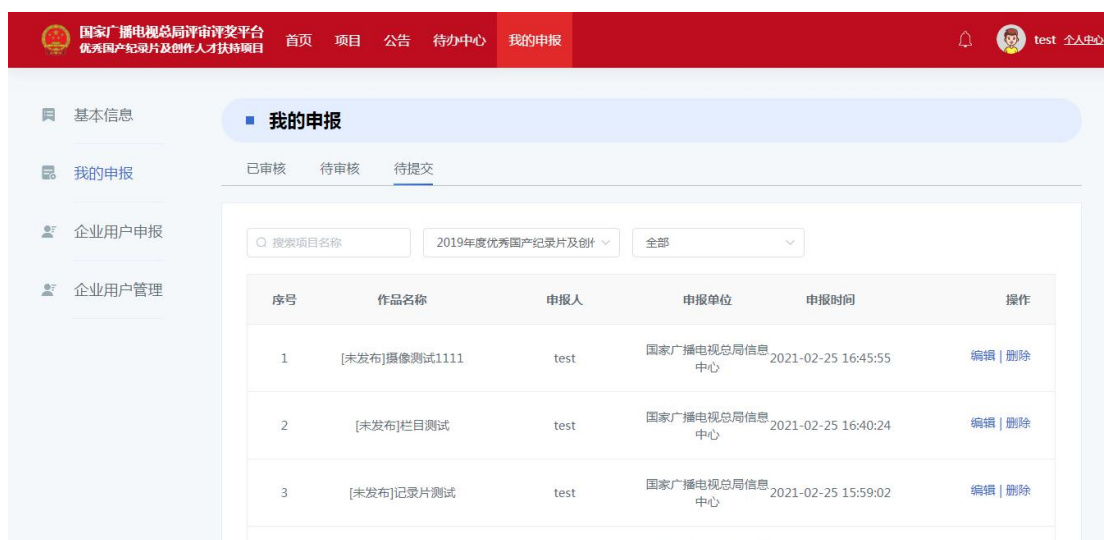 国家广播电视总局评审评奖平台
优秀国产纪录片及创作人才扶持项目
首页 项目 公告 待办中心 我的申报
test 个人中心
基本信息
我的申报
企业用户申报
企业用户管理
我的申报
已审核 待审核 待提交
搜索项目名称 2019年度优秀国产纪录片及创 全部
序号 作品名称 申报人 申报单位 申报时间 操作
1 [未发布]摄像测试1111 test 国家广播电视总局信息 2021-02-25 16:45:55 编辑 | 删除
中心
2 [未发布]栏目测试 test 国家广播电视总局信息 2021-02-25 16:40:24 编辑 | 删除
中心
3 [未发布]记录片测试 test 国家广播电视总局信息 2021-02-25 15:59:02 编辑 | 删除
中心